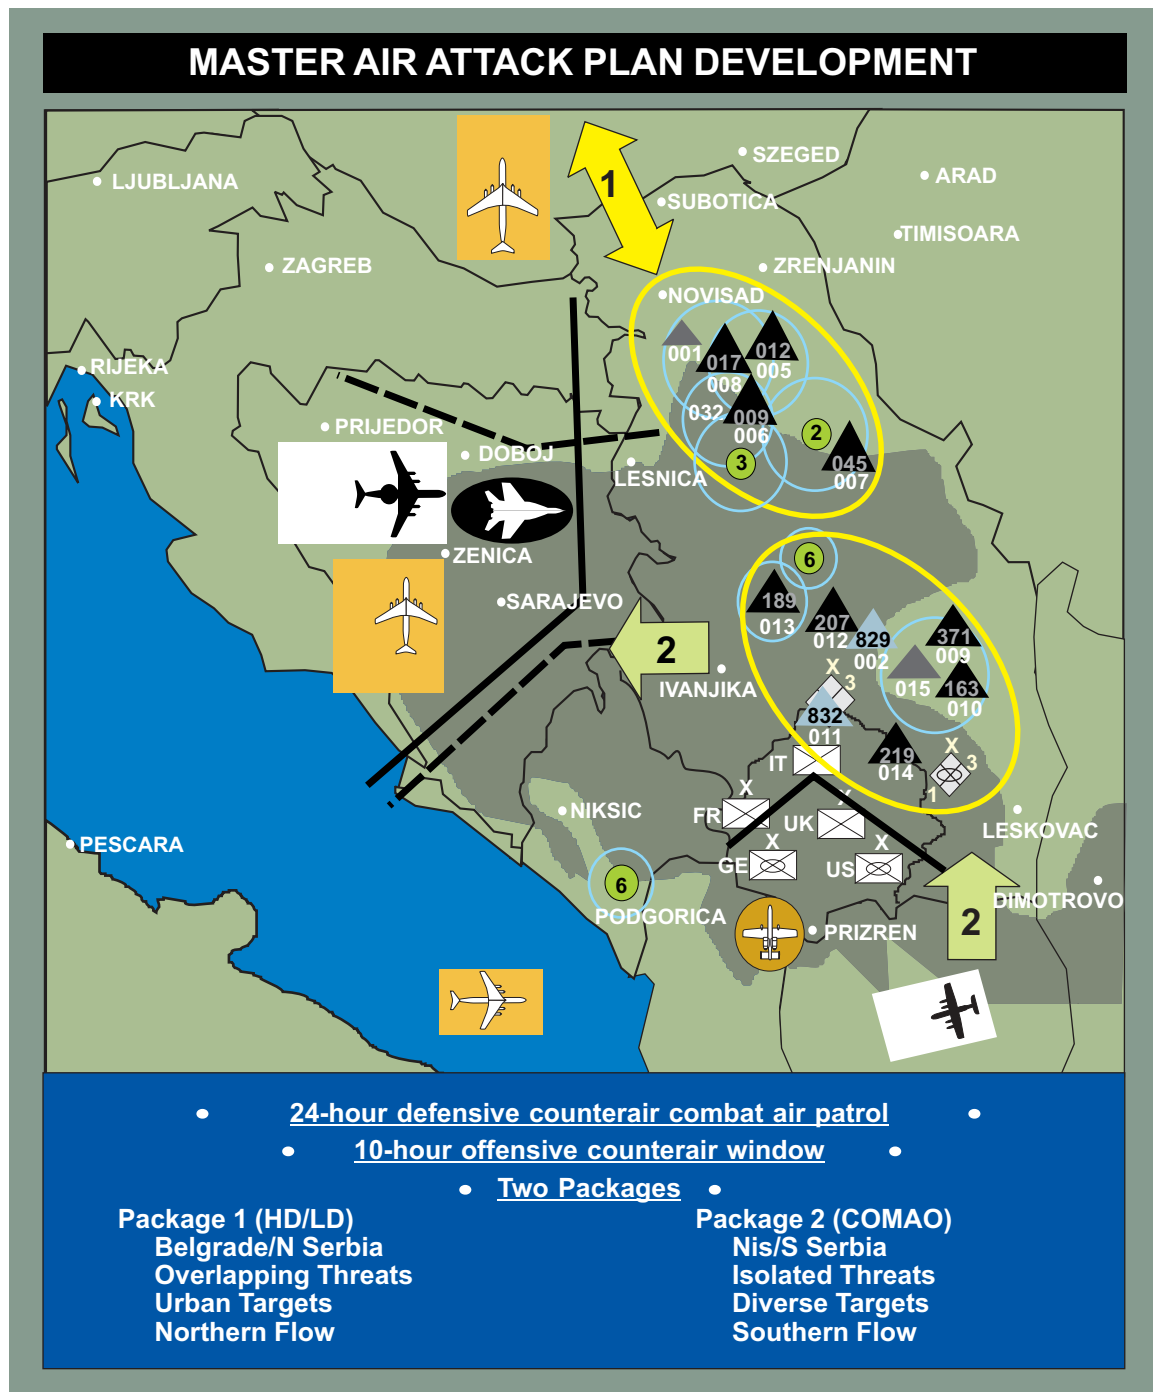 MASTER AIR ATTACK PLAN DEVELOPMENT
SZEGED
LJUBLJANA
1
ARAD
SUBOTICA
TIMISOARA
ZAGREB
ZRENJANIN
NOVISAD
001
017
012
008
005
RIJEKA
KRK
032
009
006
2
PRIJEDOR
DOBOJ
3
045
LESNICA
007
ZENICA
6
SARAJEVO
189
013
207
012
829
002
371
009
2
IVANJIKA
X
3
015
163
010
832
011
IT
219
014
X
3
1
NIKSIC
X
FR
X
UK
LESKOVAC
PESCARA
X
GE
X
US
6
DIMOTROVO
PODGORICA
PRIZREN
2
• 24-hour defensive counterair combat air patrol •
• 10-hour offensive counterair window •
• Two Packages •
Package 1 (HD/LD)
Belgrade/N Serbia
Overlapping Threats
Urban Targets
Northern Flow
Package 2 (COMAO)
Nis/S Serbia
Isolated Threats
Diverse Targets
Southern Flow